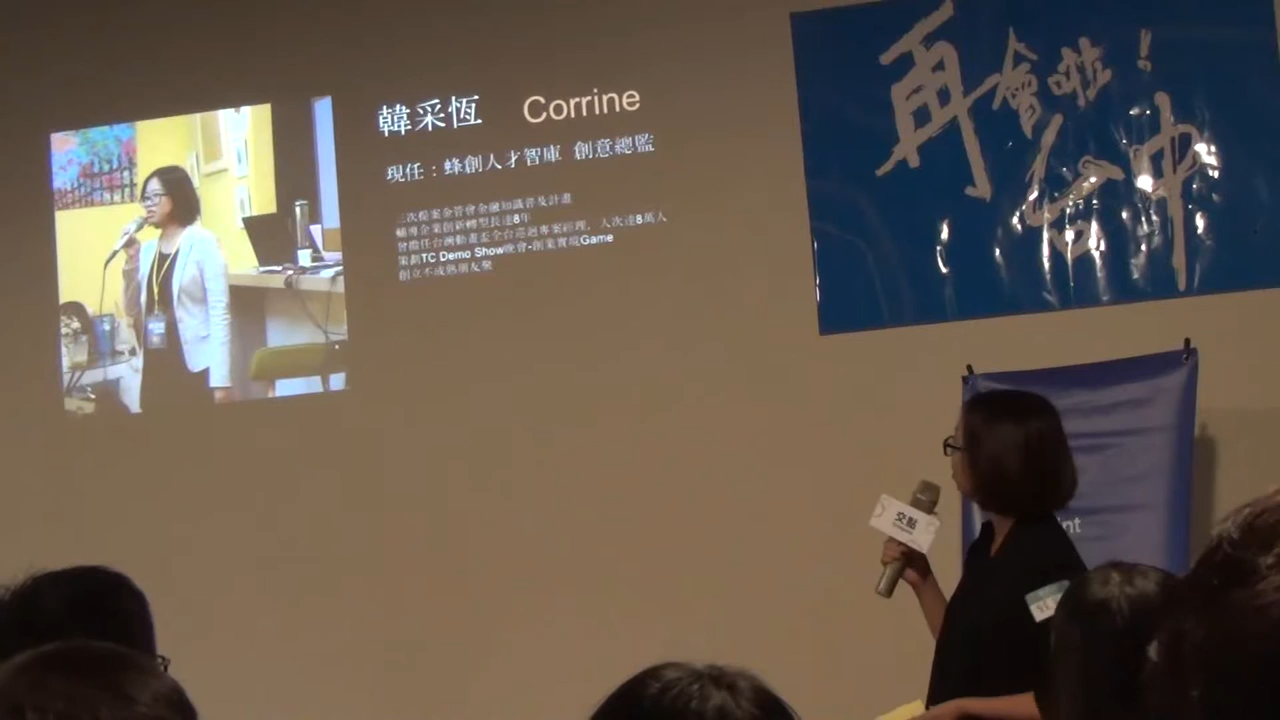 韓采恆 Corrine
現任：蜂創人才智庫 創意總監
三次提案金管會金融知識普及計畫
輔導企業創新轉型長達8年
曾擔任台灣動畫盃全台巡迴專案經理，人次達8萬人
策劃TC Demo Show晚會-創業實境Game
創立不成熟朋友聚
再會啦！
台中
交點
nt